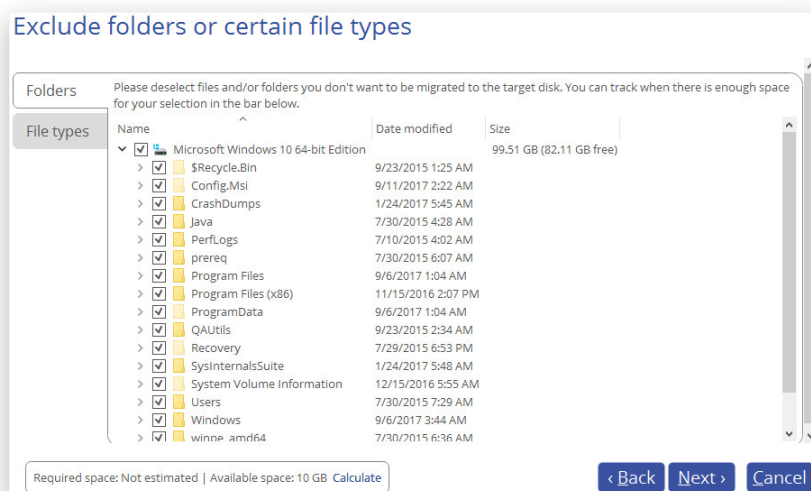 Exclude folders or certain file types
Folders
File types
Please deselect files and/or folders you don't want to be migrated to the target disk. You can track when there is enough space
for your selection in the bar below.
Name Date modified Size
Microsoft Windows 10 64-bit Edition 99.51 GB (82.11 GB free)
$Recycle.Bin 9/23/2015 1:25 AM
Config.Msi 9/11/2017 2:22 AM
CrashDumps 1/24/2017 5:45 AM
Java 7/30/2015 4:28 AM
PerfLogs 7/10/2015 4:02 AM
prereq 7/30/2015 6:07 AM
Program Files 9/6/2017 1:04 AM
Program Files (x86) 11/15/2016 2:07 PM
ProgramData 9/6/2017 1:04 AM
QAUtils 9/23/2015 2:34 AM
Recovery 7/29/2015 6:53 PM
SysInternalsSuite 1/24/2017 5:48 AM
System Volume Information 12/15/2016 5:55 AM
Users 7/30/2015 7:29 AM
Windows 9/6/2017 3:44 AM
winpe_amd64 7/30/2015 6:36 AM
Required space: Not estimated | Available space: 10 GB Calculate
‹ Back Next › Cancel